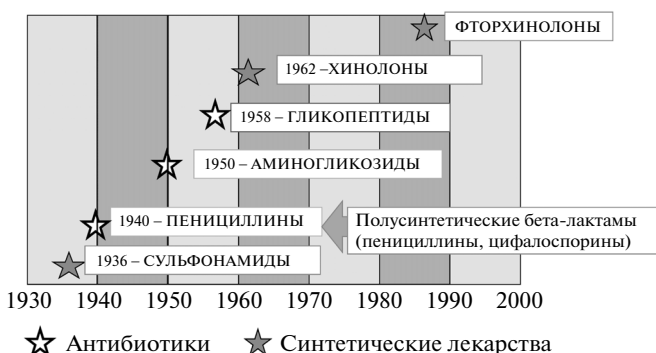 ФТОРХИНОЛОНЫ
1962 – ХИНОЛОНЫ
1958 – ГЛИКОПЕПТИДЫ
1950 – АМИНОГЛИКОЗИДЫ
1940 – ПЕНИЦИЛЛИНЫ
Полусинтетические бета-лактамы
(пенициллины, цифалоспорины)
1936 – СУЛЬФОНАМИДЫ
1930 1940 1950 1960 1970 1980 1990 2000
Антибиотики Синтетические лекарства